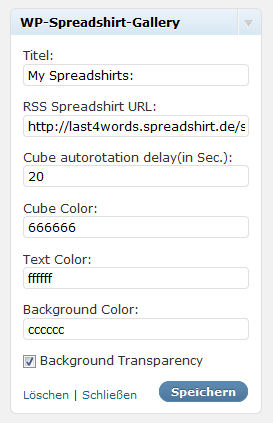 WP-Spreadshirt-Gallery
Titel:
My Spreadshirts:
RSS Spreadshirt URL:
http://last4words.spreadshirt.de/s
Cube autorotation delay(in Sec.):
20
Cube Color:
666666
Text Color:
ffffff
Background Color:
cccccc
Background Transparency
Löschen | Schließen Speichern